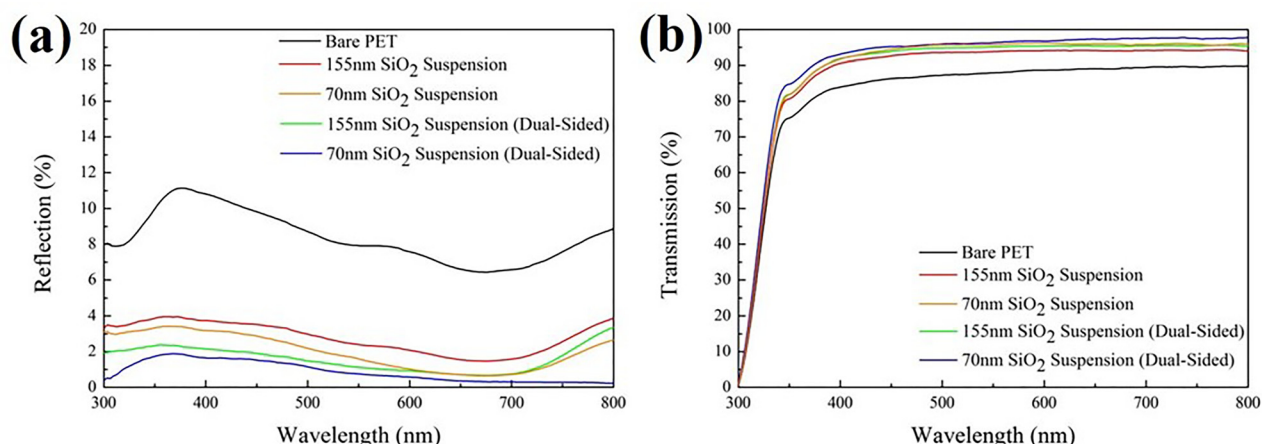 (a)
20
18
16
14
12
10
8
6
4
2
0
Reflection (%)
Bare PET
155nm SiO2 Suspension
70nm SiO2 Suspension
155nm SiO2 Suspension (Dual-Sided)
70nm SiO2 Suspension (Dual-Sided)
300 400 500 600 700 800
Wavelength (nm)
(b)
100
90
80
70
60
50
40
30
20
10
0
Transmission (%)
Bare PET
155nm SiO2 Suspension
70nm SiO2 Suspension
155nm SiO2 Suspension (Dual-Sided)
70nm SiO2 Suspension (Dual-Sided)
300 400 500 600 700 800
Wavelength (nm)